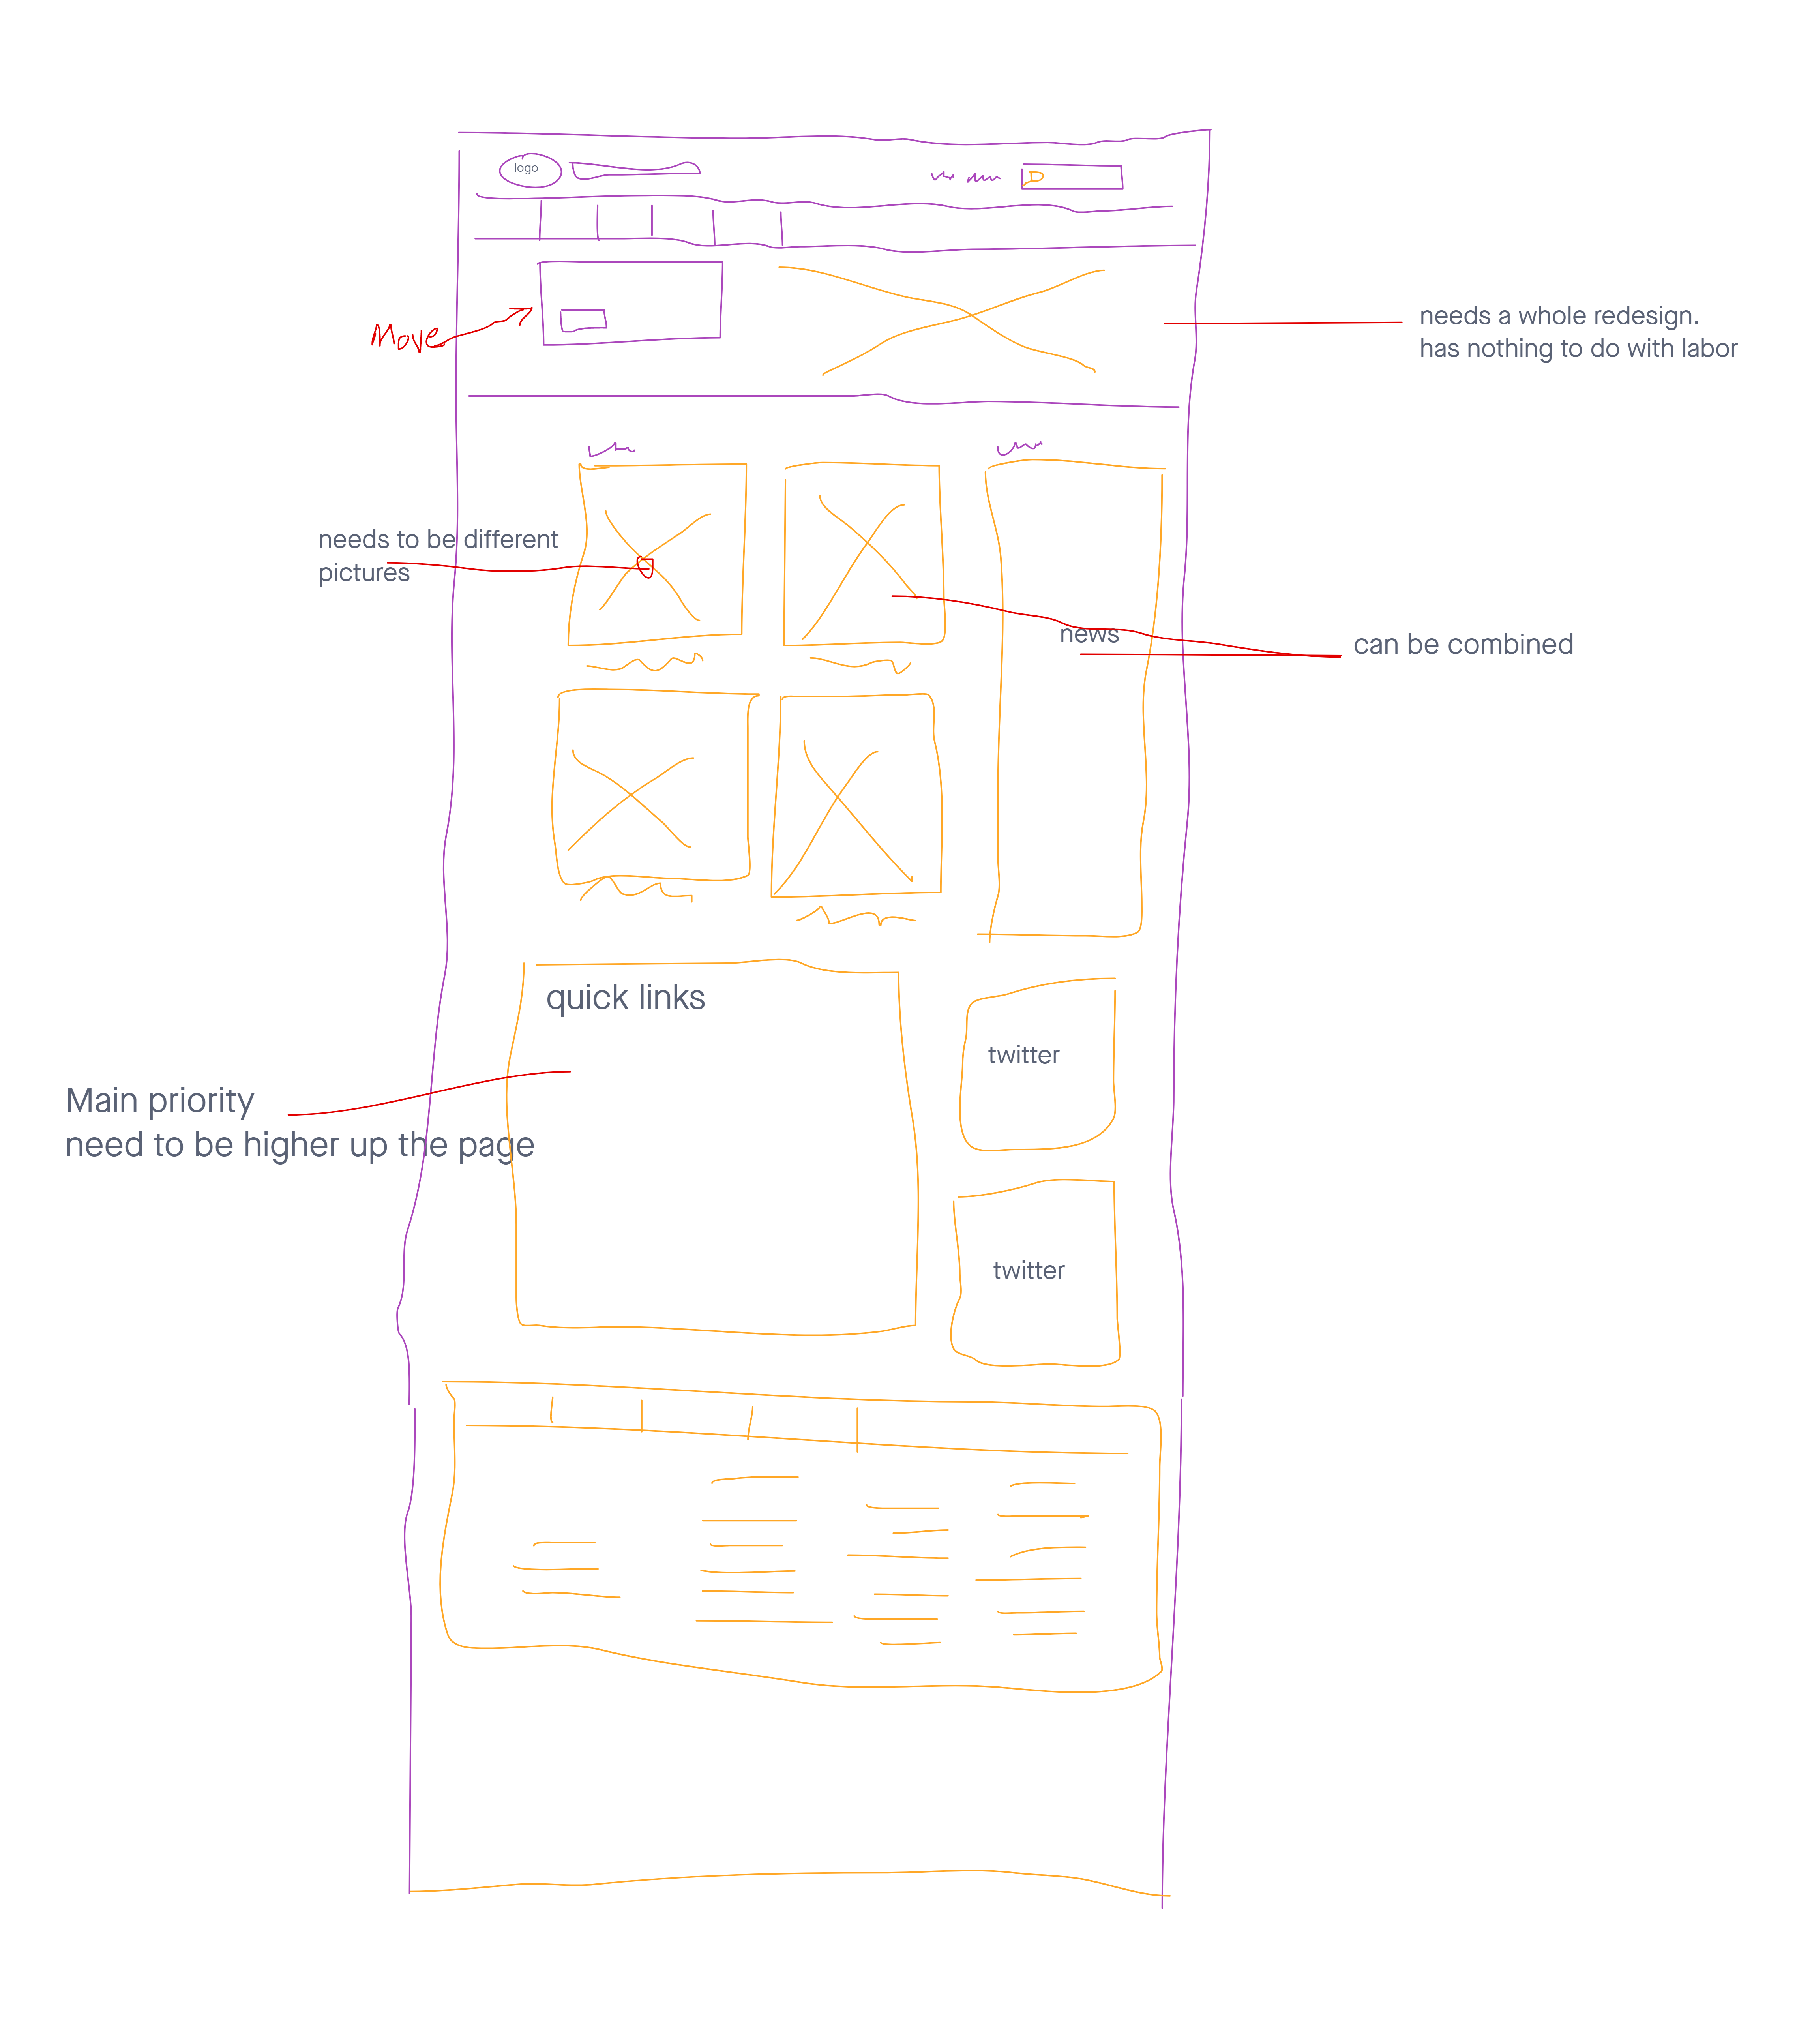 logo
Move
needs a whole redesign.
has nothing to do with labor
needs to be different
pictures
news
can be combined
quick links
twitter
Main priority
need to be higher up the page
twitter